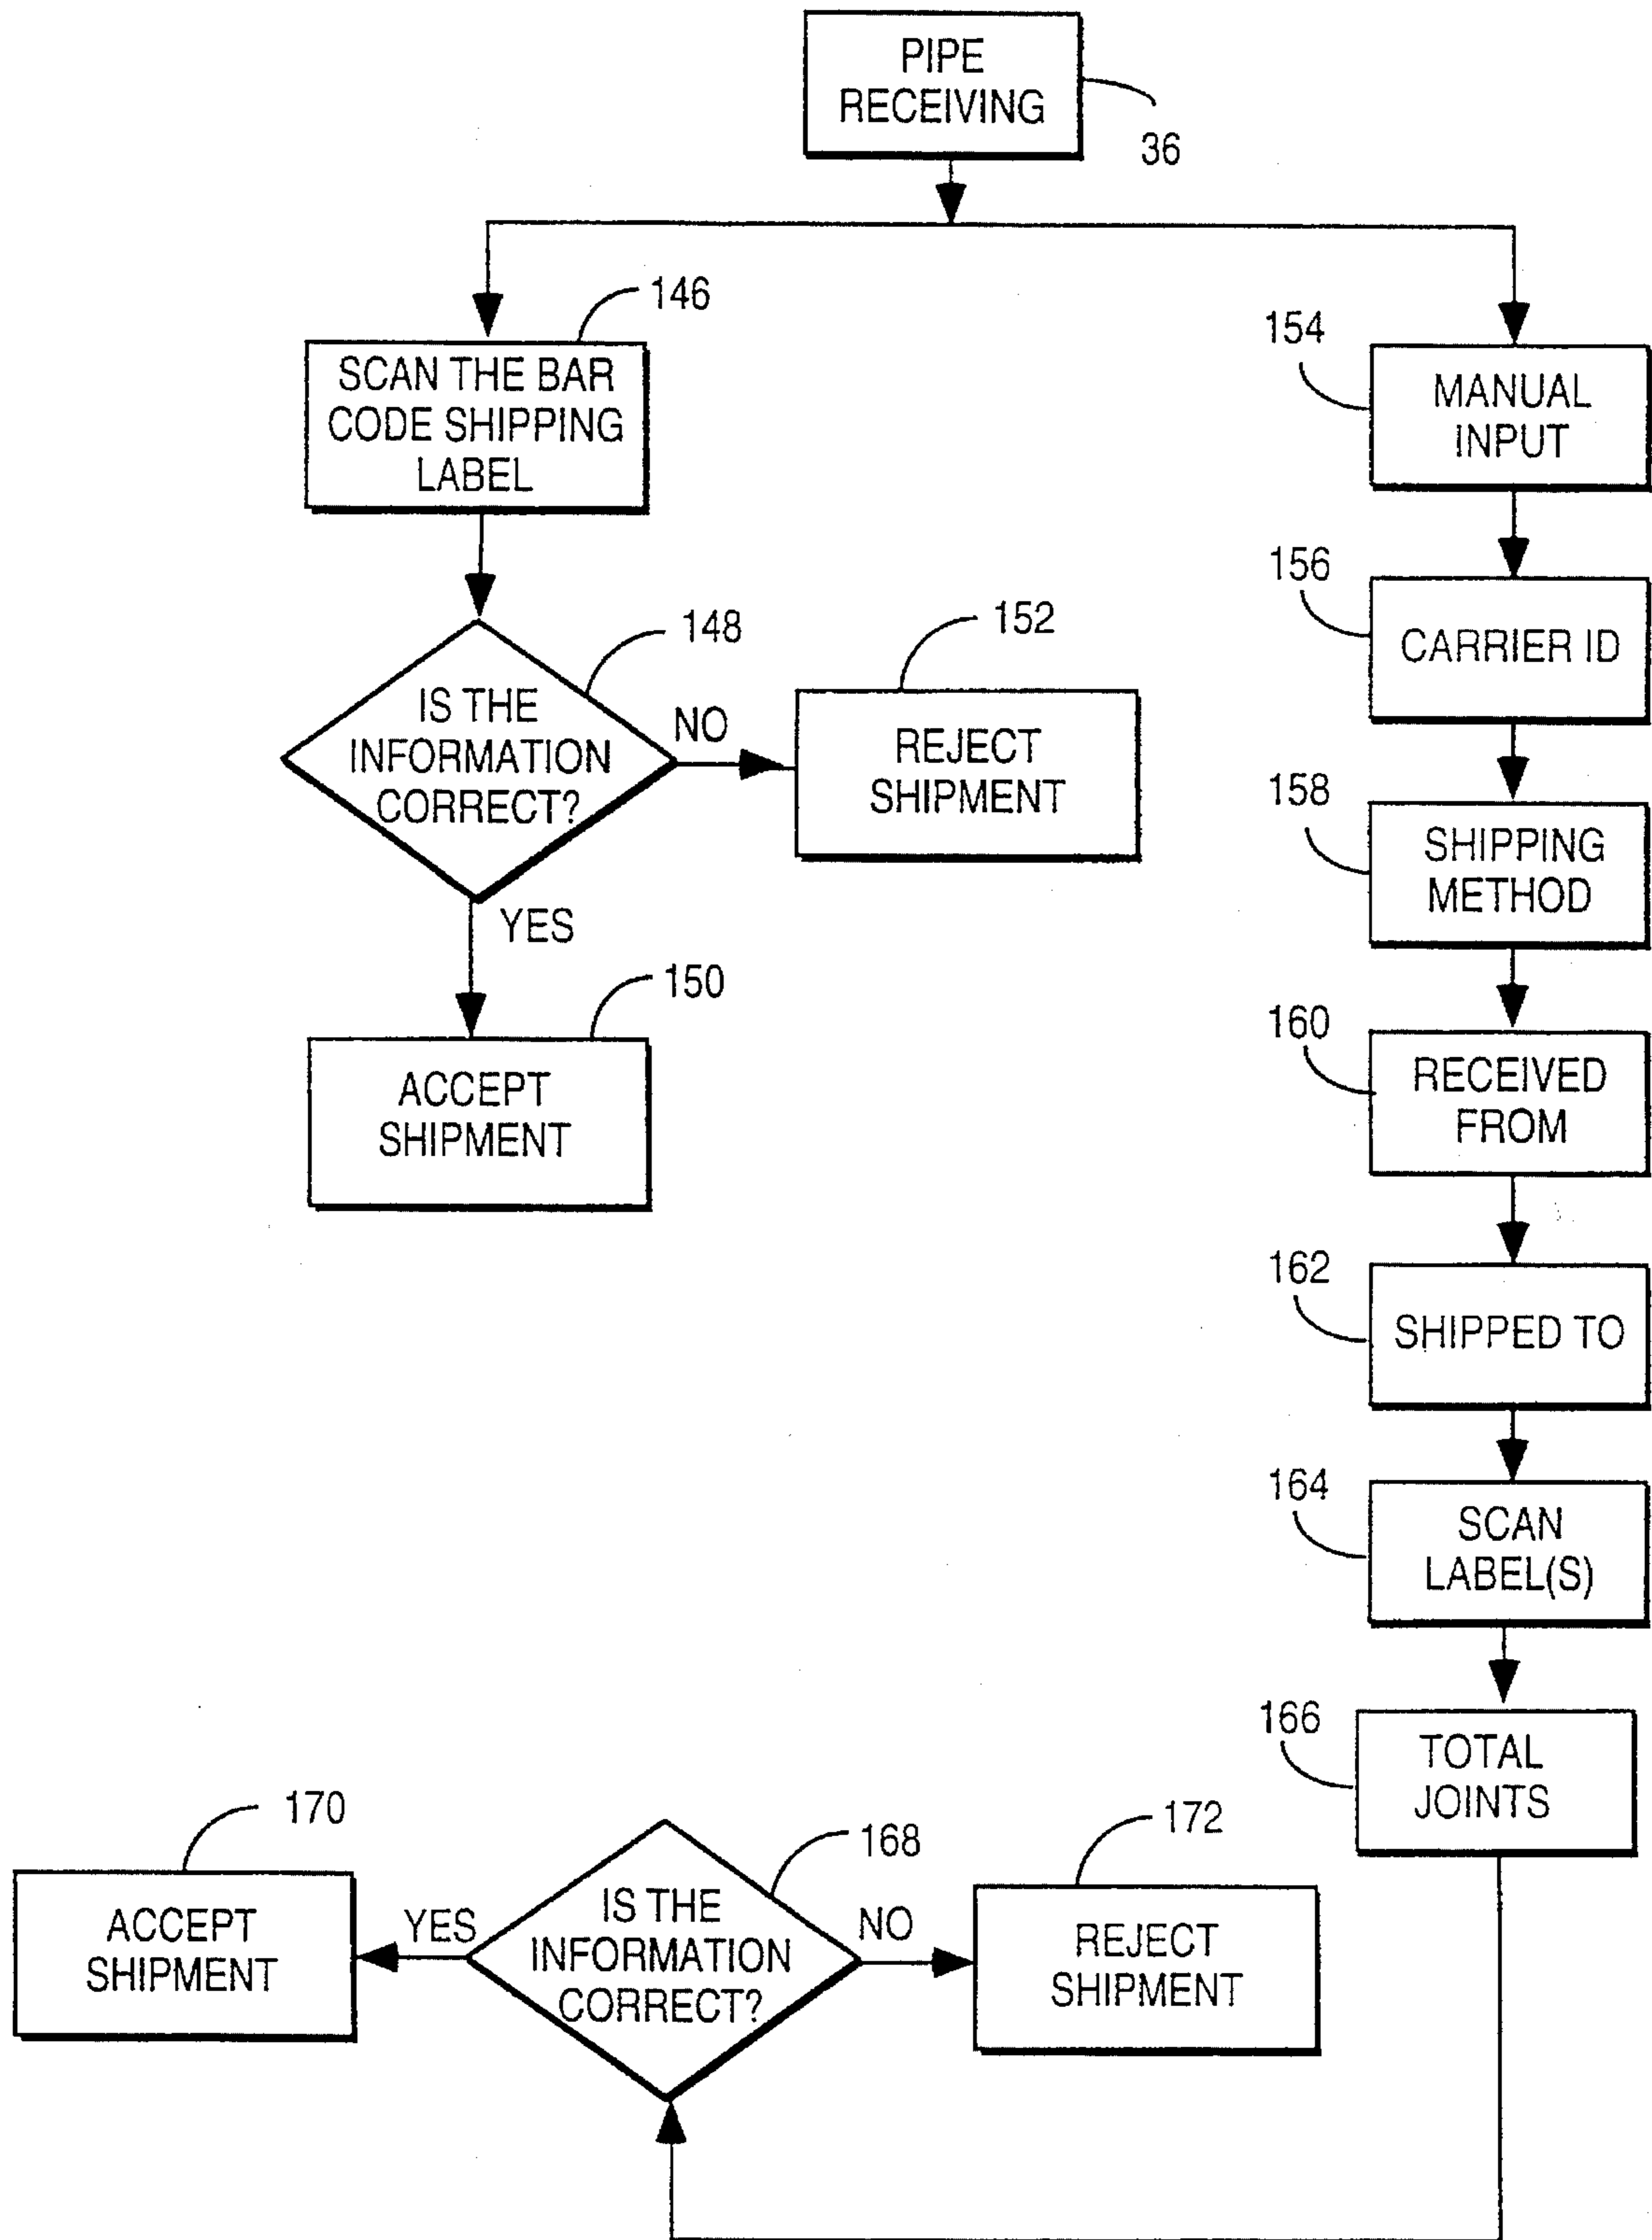 PIPE
RECEIVING
36
146
SCAN THE BAR
CODE SHIPPING
LABEL
148
IS THE
INFORMATION
CORRECT?
NO
152
REJECT
SHIPMENT
YES
150
ACCEPT
SHIPMENT
154
MANUAL
INPUT
156
CARRIER ID
158
SHIPPING
METHOD
160
RECEIVED
FROM
162
SHIPPED TO
164
SCAN
LABEL(S)
166
TOTAL
JOINTS
168
IS THE
INFORMATION
CORRECT?
YES
170
ACCEPT
SHIPMENT
NO
172
REJECT
SHIPMENT